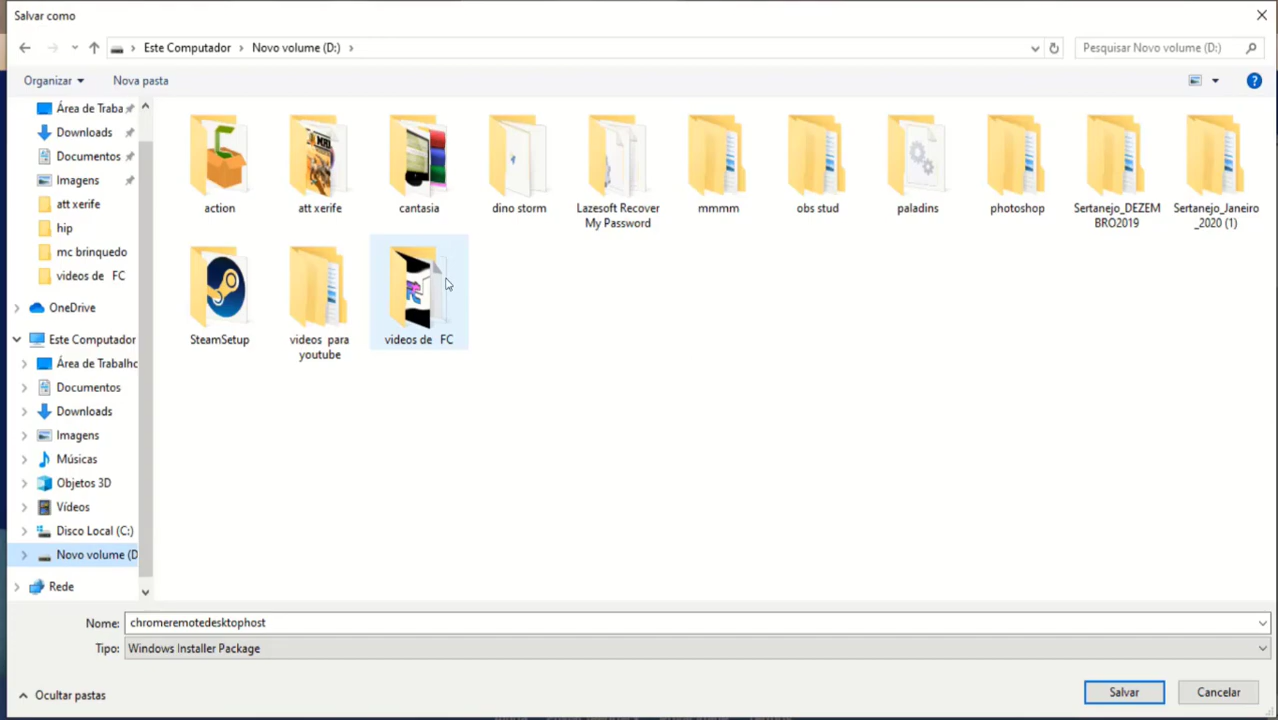 Salvar como
Este Computador > Novo volume (D:) >
Pesquisar Novo volume (D:)
Organizar
Nova pasta
Área de Traba
Downloads
Documentos
Imagens
att xerife
hip
mc brinquedo
videos de FC
OneDrive
Este Computador
Área de Trabalho
Documentos
Downloads
Imagens
Músicas
Objetos 3D
Vídeos
Disco Local (C:)
Novo volume (D
Rede
action
att xerife
cantasia
dino storm
Lazesoft Recover
My Password
mmmm
obs stud
paladins
photoshop
Sertanejo_DEZEM
BRO2019
Sertanejo_Janeiro
_2020 (1)
SteamSetup
videos para
youtube
videos de FC
Nome: chromeremotedesktophost
Tipo: Windows Installer Package
Ocultar pastas
Salvar
Cancelar